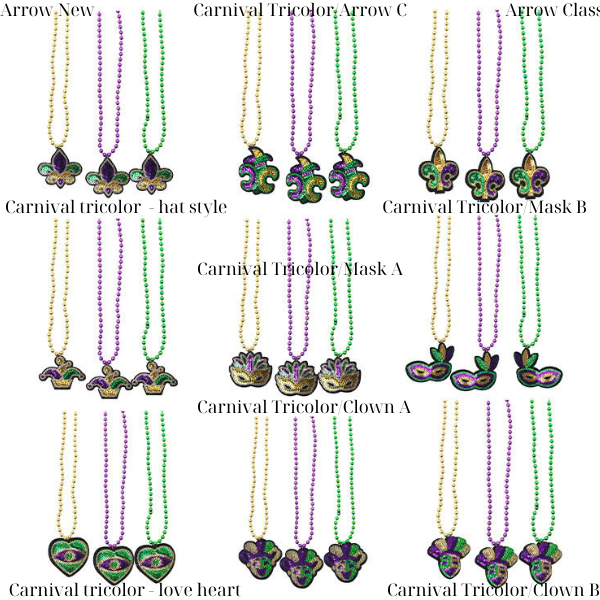 Arrow New
Carnival Tricolor/Arrow C
Arrow Class
Carnival tricolor - hat style
Carnival Tricolor/Mask B
Carnival Tricolor/Mask A
Carnival Tricolor/Clown A
Carnival tricolor - love heart
Carnival Tricolor/Clown B